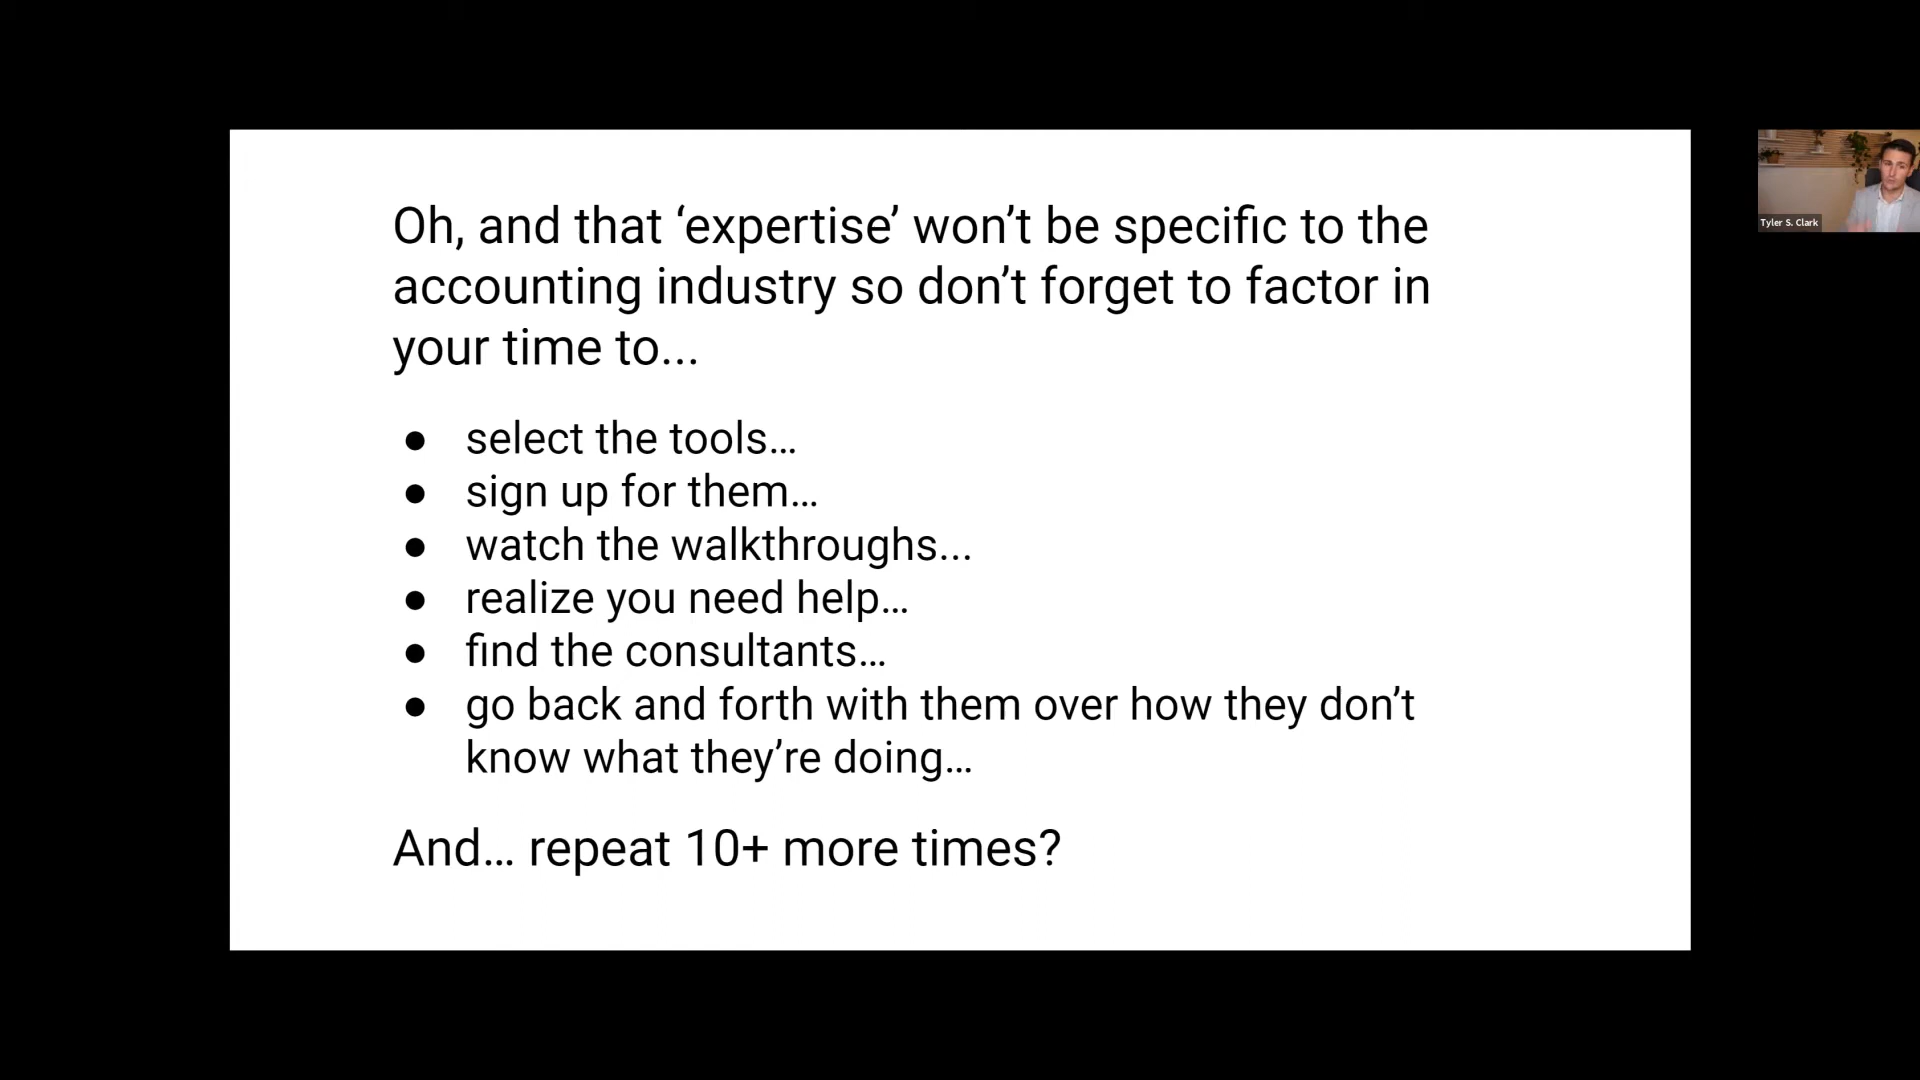 Oh, and that ‘expertise’ won’t be specific to the
accounting industry so don’t forget to factor in
your time to...
● select the tools…
● sign up for them…
● watch the walkthroughs...
● realize you need help…
● find the consultants…
● go back and forth with them over how they don’t
know what they’re doing…
And… repeat 10+ more times?
Tyler S. Clark